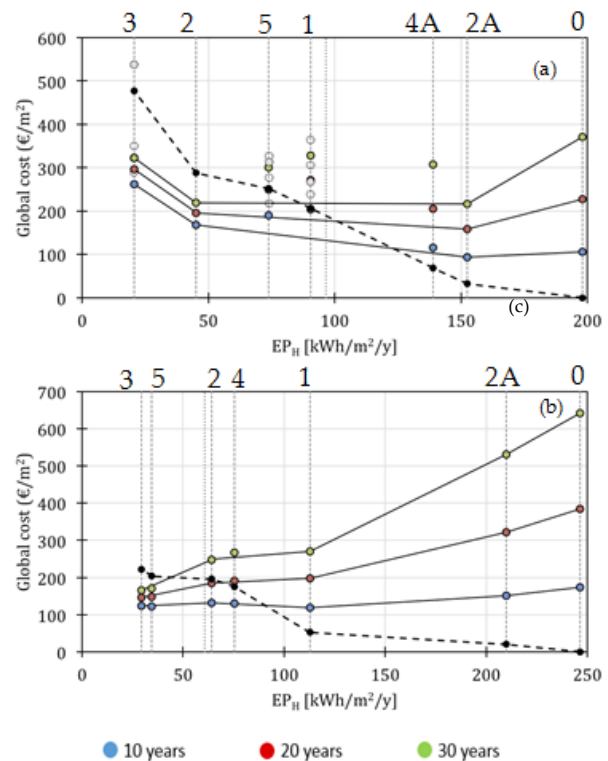 3 2 5 1 4A 2A 0
600
(a)
500
400
300
200
100
(c)
0
0 50 100 150 200
Global cost (€/m²)
EP_H [kWh/m²/y]
3 5 2 4 1 2A 0
700
(b)
600
500
400
300
200
100
0
0 50 100 150 200 250
Global cost (€/m²)
EP_H [kWh/m²/y]
10 years 20 years 30 years